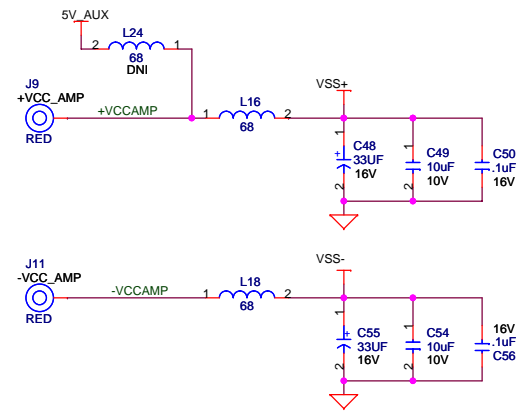 5V_AUX
L24
2 1
68
DNI
J9
+VCC_AMP
+VCCAMP
RED
L16
1 2
68
VSS+
1
+
C48
33UF
16V
2
1
C49
10uF
10V
2
C50
.1uF
16V
J11
-VCC_AMP
-VCCAMP
RED
L18
1 2
68
VSS-
1
+
C55
33UF
16V
2
1
C54
10uF
10V
2
16V
.1uF
C56